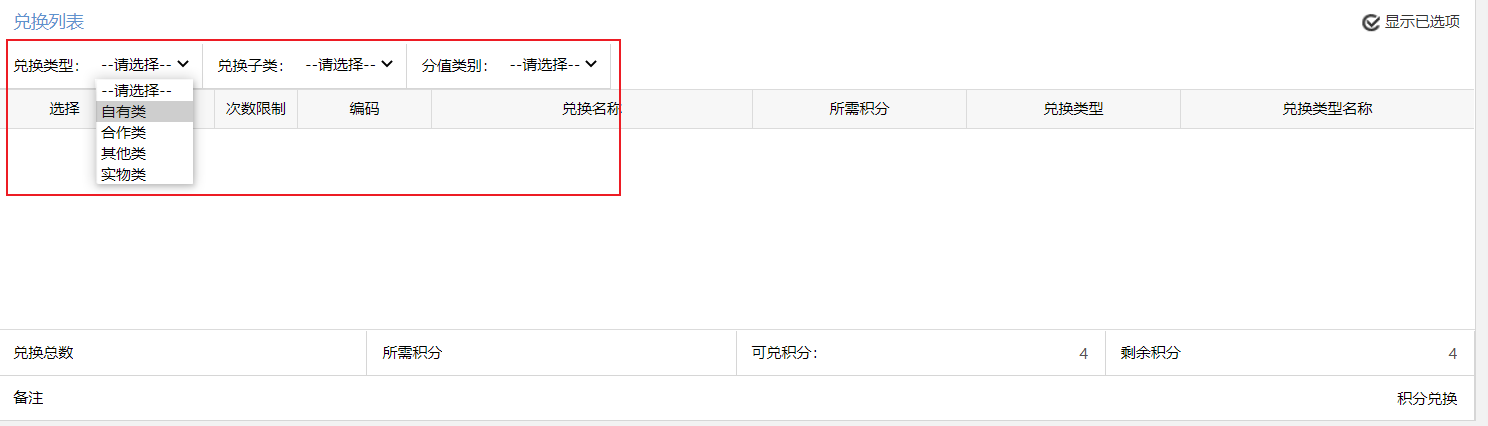 兑换列表 显示已选项
兑换类型： --请选择-- 兑换子类： --请选择-- 分值类别： --请选择--
--请选择--
选择 自有类 次数限制 编码 兑换名称 所需积分 兑换类型 兑换类型名称
合作类
其他类
实物类
兑换总数 所需积分 可兑积分： 4 剩余积分 4
备注 积分兑换